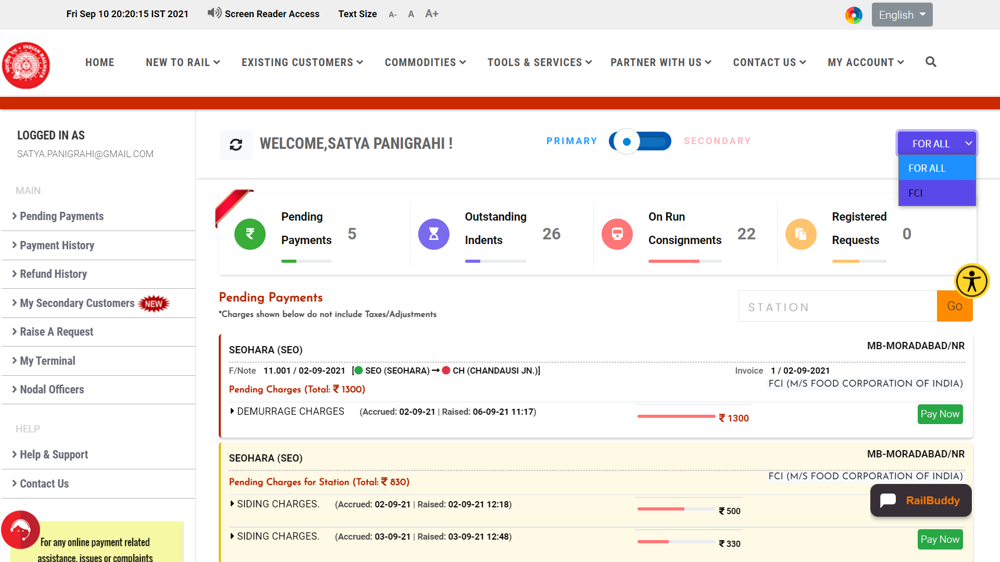 Fri Sep 10 20:20:15 IST 2021
Screen Reader Access
Text Size
A-
A
A+
English
HOME
NEW TO RAIL
EXISTING CUSTOMERS
COMMODITIES
TOOLS & SERVICES
PARTNER WITH US
CONTACT US
MY ACCOUNT
LOGGED IN AS
SATYA.PANIGRAHI@GMAIL.COM
WELCOME,SATYA PANIGRAHI !
PRIMARY
SECONDARY
FOR ALL
FOR ALL
FCI
MAIN
Pending Payments
Payment History
Refund History
My Secondary Customers NEW
Raise A Request
My Terminal
Nodal Officers
HELP
Help & Support
Contact Us
For any online payment related
assistance, issues or complaints
Pending
Payments
5
Outstanding
Indents
26
On Run
Consignments
22
Registered
Requests
0
Pending Payments
*Charges shown below do not include Taxes/Adjustments
STATION
Go
SEOHARA (SEO)
MB-MORADABAD/NR
F/Note 11.001 / 02-09-2021 [ SEO (SEOHARA) → CH (CHANDAUSI JN.)]
Invoice 1 / 02-09-2021
FCI (M/S FOOD CORPORATION OF INDIA)
Pending Charges (Total: ₹ 1300)
DEMURRAGE CHARGES (Accrued: 02-09-21 | Raised: 06-09-21 11:17)
₹ 1300
Pay Now
SEOHARA (SEO)
MB-MORADABAD/NR
FCI (M/S FOOD CORPORATION OF INDIA)
Pending Charges for Station (Total: ₹ 830)
SIDING CHARGES. (Accrued: 02-09-21 | Raised: 02-09-21 12:18)
₹ 500
RailBuddy
SIDING CHARGES. (Accrued: 03-09-21 | Raised: 03-09-21 12:48)
₹ 330
Pay Now